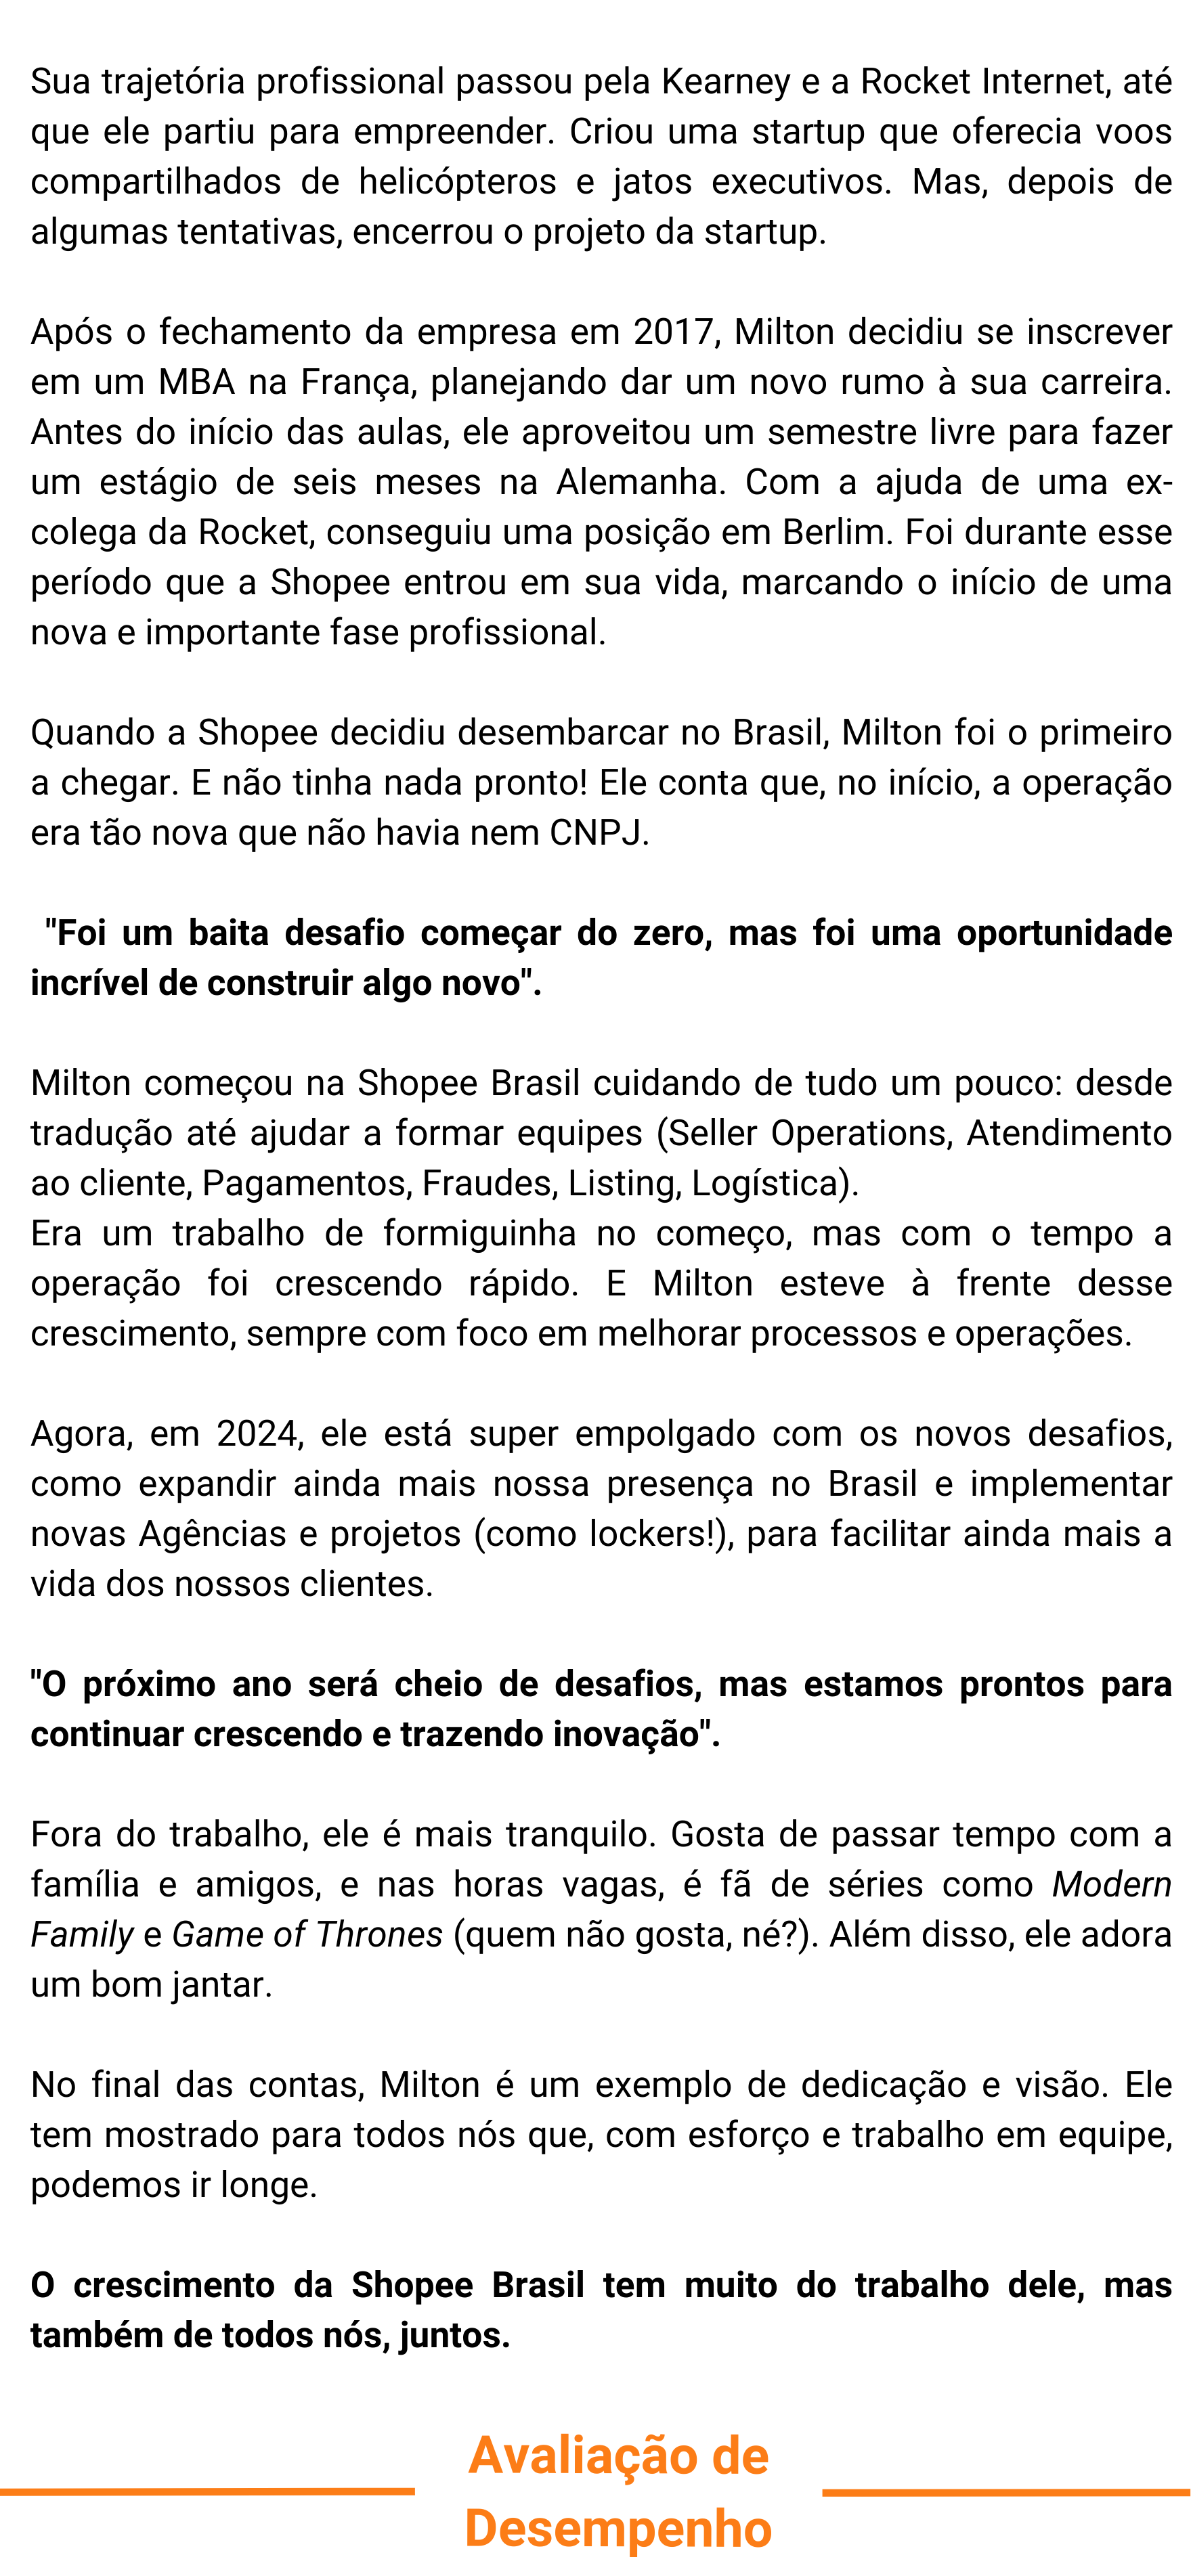 Sua trajetória profissional passou pela Kearney e a Rocket Internet, até
que ele partiu para empreender. Criou uma startup que oferecia voos
compartilhados de helicópteros e jatos executivos. Mas, depois de
algumas tentativas, encerrou o projeto da startup.
Após o fechamento da empresa em 2017, Milton decidiu se inscrever
em um MBA na França, planejando dar um novo rumo à sua carreira.
Antes do início das aulas, ele aproveitou um semestre livre para fazer
um estágio de seis meses na Alemanha. Com a ajuda de uma ex-
colega da Rocket, conseguiu uma posição em Berlim. Foi durante esse
período que a Shopee entrou em sua vida, marcando o início de uma
nova e importante fase profissional.
Quando a Shopee decidiu desembarcar no Brasil, Milton foi o primeiro
a chegar. E não tinha nada pronto! Ele conta que, no início, a operação
era tão nova que não havia nem CNPJ.
"Foi um baita desafio começar do zero, mas foi uma oportunidade
incrível de construir algo novo".
Milton começou na Shopee Brasil cuidando de tudo um pouco: desde
tradução até ajudar a formar equipes (Seller Operations, Atendimento
ao cliente, Pagamentos, Fraudes, Listing, Logística).
Era um trabalho de formiguinha no começo, mas com o tempo a
operação foi crescendo rápido. E Milton esteve à frente desse
crescimento, sempre com foco em melhorar processos e operações.
Agora, em 2024, ele está super empolgado com os novos desafios,
como expandir ainda mais nossa presença no Brasil e implementar
novas Agências e projetos (como lockers!), para facilitar ainda mais a
vida dos nossos clientes.
"O próximo ano será cheio de desafios, mas estamos prontos para
continuar crescendo e trazendo inovação".
Fora do trabalho, ele é mais tranquilo. Gosta de passar tempo com a
família e amigos, e nas horas vagas, é fã de séries como Modern
Family e Game of Thrones (quem não gosta, né?). Além disso, ele adora
um bom jantar.
No final das contas, Milton é um exemplo de dedicação e visão. Ele
tem mostrado para todos nós que, com esforço e trabalho em equipe,
podemos ir longe.
O crescimento da Shopee Brasil tem muito do trabalho dele, mas
também de todos nós, juntos.
Avaliação de
Desempenho